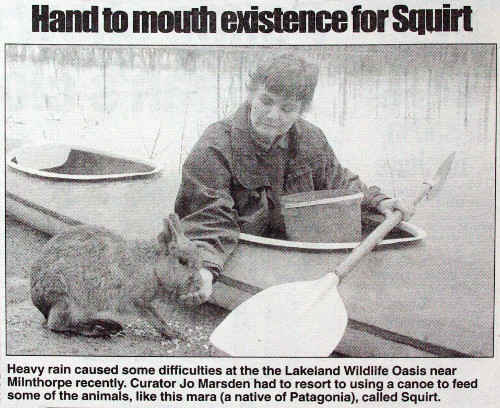 Hand to mouth existence for Squirt
Heavy rain caused some difficulties at the the Lakeland Wildlife Oasis near
Milnthorpe recently. Curator Jo Marsden had to resort to using a canoe to feed
some of the animals, like this mara (a native of Patagonia), called Squirt.